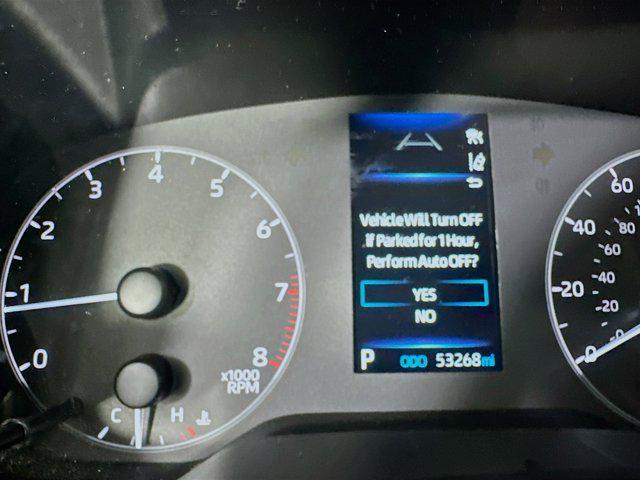 Vehicle Will Turn OFF
If Parked for 1 Hour,
Perform Auto OFF?
YES
NO
P ODO 53268 mi
0
1
2
3
4
5
6
7
8
x1000
RPM
C H
0
20
40
60
0
20
40
60
80